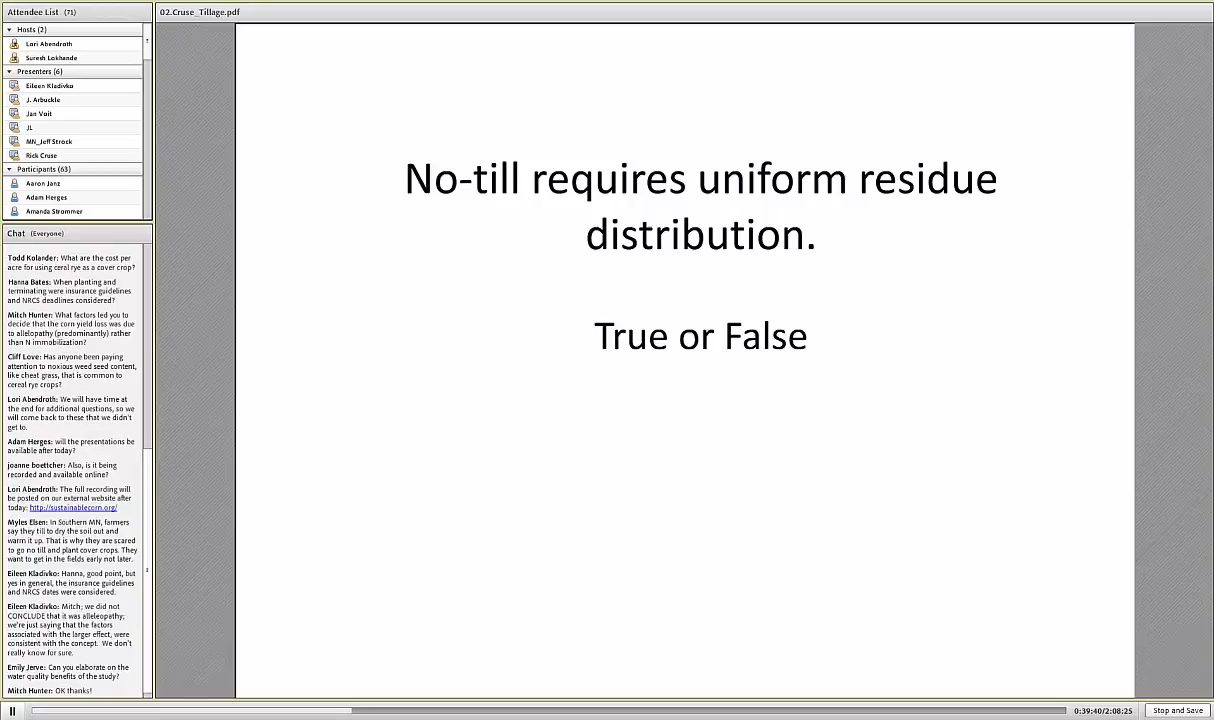 Attendee List (71)
Hosts (2)
Lori Abendroth
Suresh Lokhande
Presenters (6)
Eileen Kladivko
J. Arbuckle
Jan Voit
JL
MN_Jeff Strock
Rick Cruse
Participants (63)
Aaron Janz
Adam Herges
Amanda Strommer
Chat (Everyone)
Todd Kolander: What are the cost per
acre for using ceral rye as a cover crop?
Hanna Bates: When planting and
terminating were insurance guidelines
and NRCS deadlines considered?
Mitch Hunter: What factors led you to
decide that the corn yield loss was due
to allelopathy (predominantly) rather
than N immobilization?
Cliff Love: Has anyone been paying
attention to noxious weed seed content,
like cheat grass, that is common to
cereal rye crops?
Lori Abendroth: We will have time at
the end for additional questions, so we
will come back to these that we didn't
get to.
Adam Herges: will the presentations be
available after today?
joanne boettcher: Also, is it being
recorded and available online?
Lori Abendroth: The full recording will
be posted on our external website after
today: http://sustainablecorn.org/
Myles Elsen: In Southern MN, farmers
say they till to dry the soil out and
warm it up. That is why they are scared
to go no till and plant cover crops. They
want to get in the fields early not later.
Eileen Kladivko: Hanna, good point, but
yes in general, the insurance guidelines
and NRCS dates were considered.
Eileen Kladivko: Mitch; we did not
CONCLUDE that it was alleleopathy;
we're just saying that the factors
associated with the larger effect, were
consistent with the concept. We don't
really know for sure.
Emily Jerve: Can you elaborate on the
water quality benefits of the study?
Mitch Hunter: OK thanks!
02.Cruse_Tillage.pdf
No-till requires uniform residue
distribution.
True or False
0:39:40/2:08:25
Stop and Save